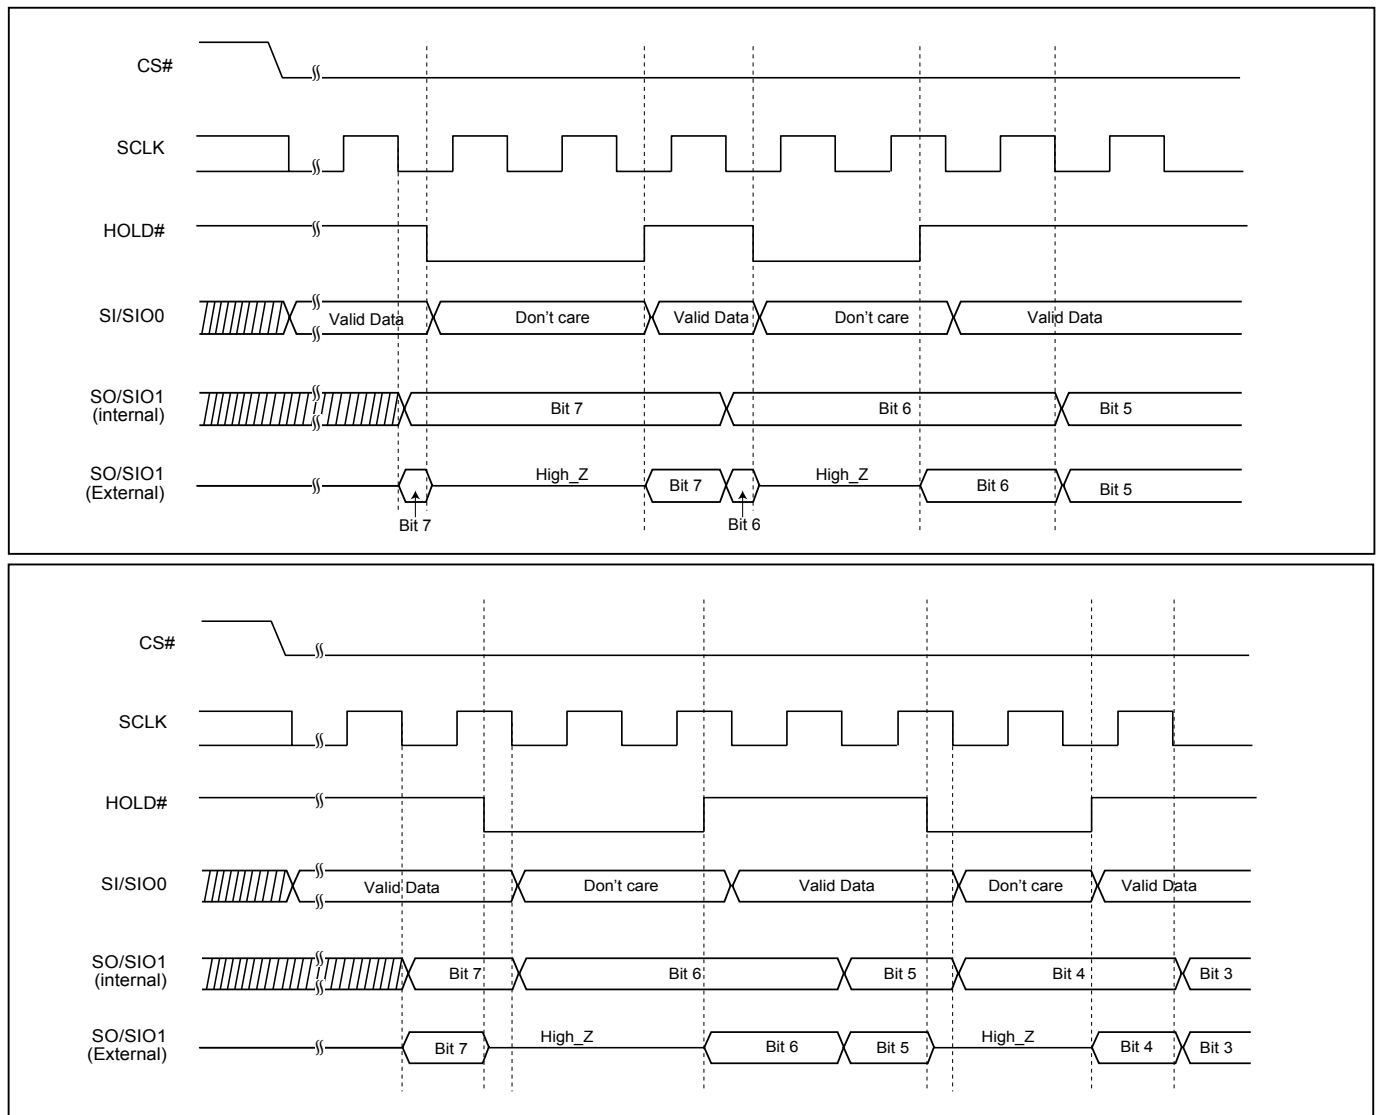 CS#
SCLK
HOLD#
SI/SIO0
Valid Data
Don't care
Valid Data
Don't care
Valid Data
SO/SIO1
(internal)
Bit 7
Bit 6
Bit 5
SO/SIO1
(External)
High_Z
Bit 7
High_Z
Bit 6
Bit 5
Bit 7
Bit 6
CS#
SCLK
HOLD#
SI/SIO0
Valid Data
Don't care
Valid Data
Don't care
Valid Data
SO/SIO1
(internal)
Bit 7
Bit 6
Bit 5
Bit 4
Bit 3
SO/SIO1
(External)
Bit 7
High_Z
Bit 6
Bit 5
High_Z
Bit 4
Bit 3